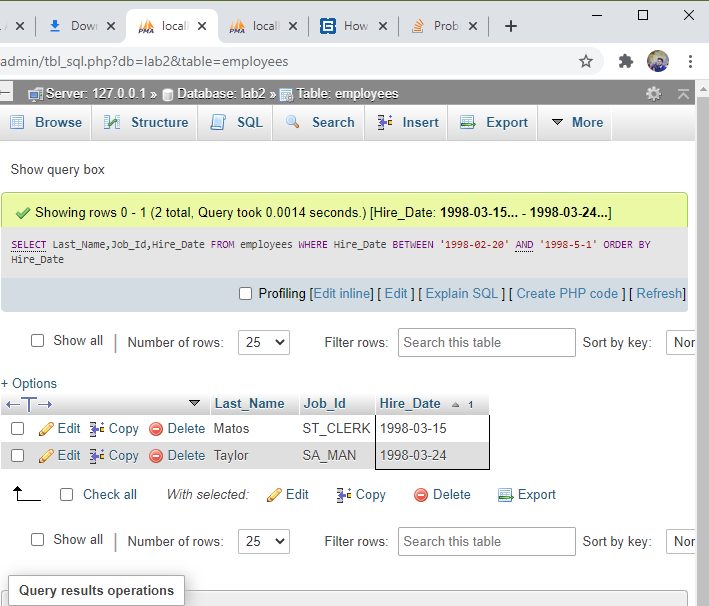 Dow
locall
locall
How
Prob
admin/tbl_sql.php?db=lab2&table=employees
Server: 127.0.0.1 » Database: lab2 » Table: employees
Browse Structure SQL Search Insert Export More
Show query box
Showing rows 0 - 1 (2 total, Query took 0.0014 seconds.) [Hire_Date: 1998-03-15... - 1998-03-24...]
SELECT Last_Name,Job_Id,Hire_Date FROM employees WHERE Hire_Date BETWEEN '1998-02-20' AND '1998-5-1' ORDER BY
Hire_Date
Profiling [Edit inline] [ Edit ] [ Explain SQL ] [ Create PHP code ] [ Refresh]
Show all | Number of rows: 25 Filter rows: Search this table Sort by key: Nor
+ Options
Last_Name Job_Id Hire_Date 1
Edit Copy Delete Matos ST_CLERK 1998-03-15
Edit Copy Delete Taylor SA_MAN 1998-03-24
Check all With selected: Edit Copy Delete Export
Show all | Number of rows: 25 Filter rows: Search this table Sort by key: Nor
Query results operations